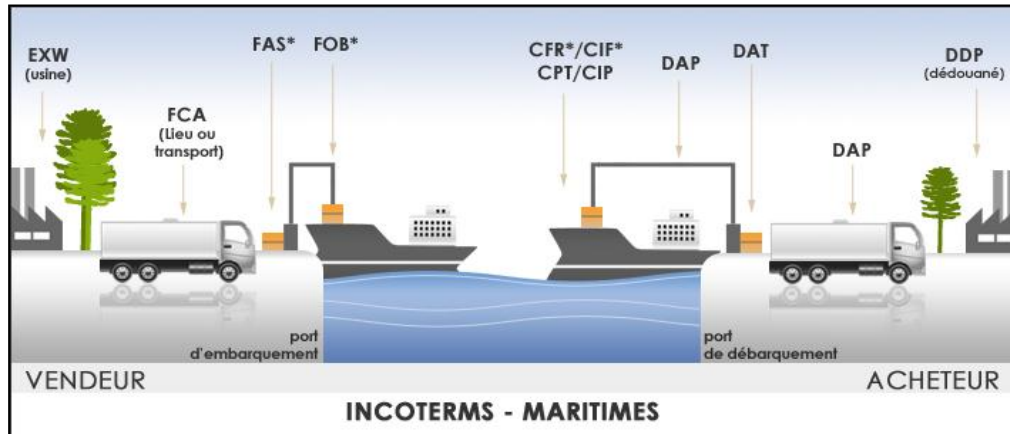 EXW
(usine)
FCA
(Lieu ou
transport)
FAS*
FOB*
CFR*/CIF*
CPT/CIP
DAP
DAT
DAP
DDP
(dédouané)
port
d'embarquement
port
de débarquement
VENDEUR
ACHETEUR
INCOTERMS - MARITIMES